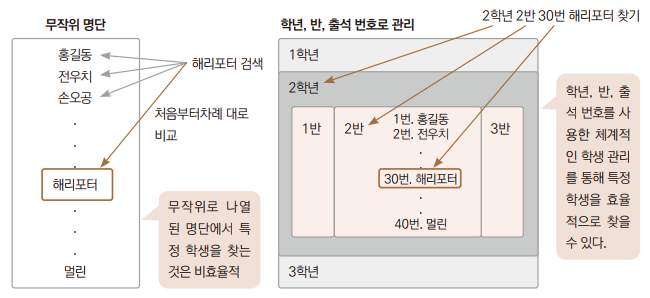 무작위 명단
홍길동
전우치
손오공
해리포터
멀린
해리포터 검색
처음부터차례 대로
비교
무작위로 나열
된 명단에서 특
정 학생을 찾는
것은 비효율적
학년, 반, 출석 번호로 관리
2학년 2반 30번 해리포터 찾기
1학년
2학년
1반
2반
1번. 홍길동
2번. 전우치
30번. 해리포터
40번. 멀린
3반
3학년
학년, 반, 출
석 번호를 사
용한 체계적
인 학생 관리
를 통해 특정
학생을 효율
적으로 찾을
수 있다.